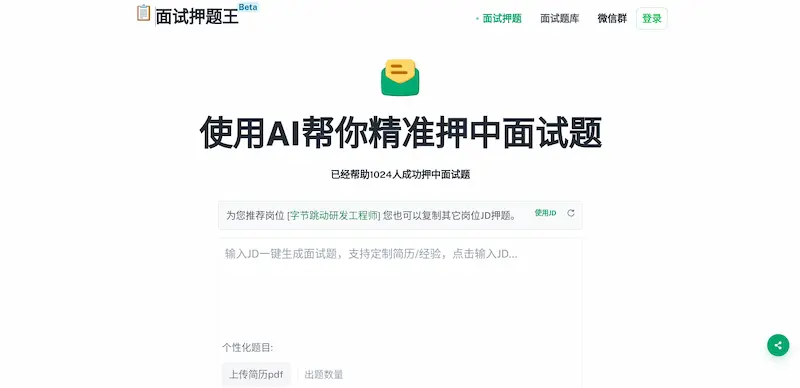 面试押题王 Beta
面试押题 面试题库 微信群 登录
使用AI帮你精准押中面试题
已经帮助1024人成功押中面试题
为您推荐岗位 [字节跳动研发工程师] 您也可以复制其它岗位JD押题。 使用JD
输入JD一键生成面试题，支持定制简历/经验，点击输入JD...
个性化题目:
上传简历pdf 出题数量